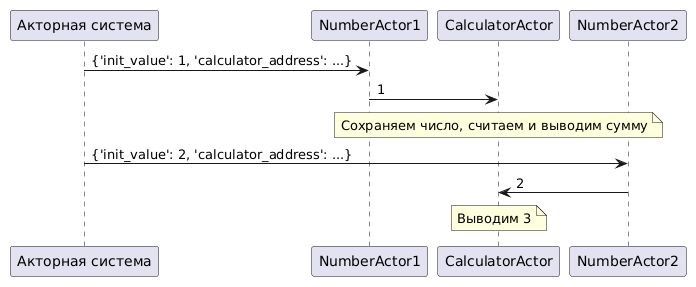 Акторная система NumberActor1 CalculatorActor NumberActor2
{'init_value': 1, 'calculator_address': ...}
1
Сохраняем число, считаем и выводим сумму
{'init_value': 2, 'calculator_address': ...}
2
Выводим 3
Акторная система NumberActor1 CalculatorActor NumberActor2